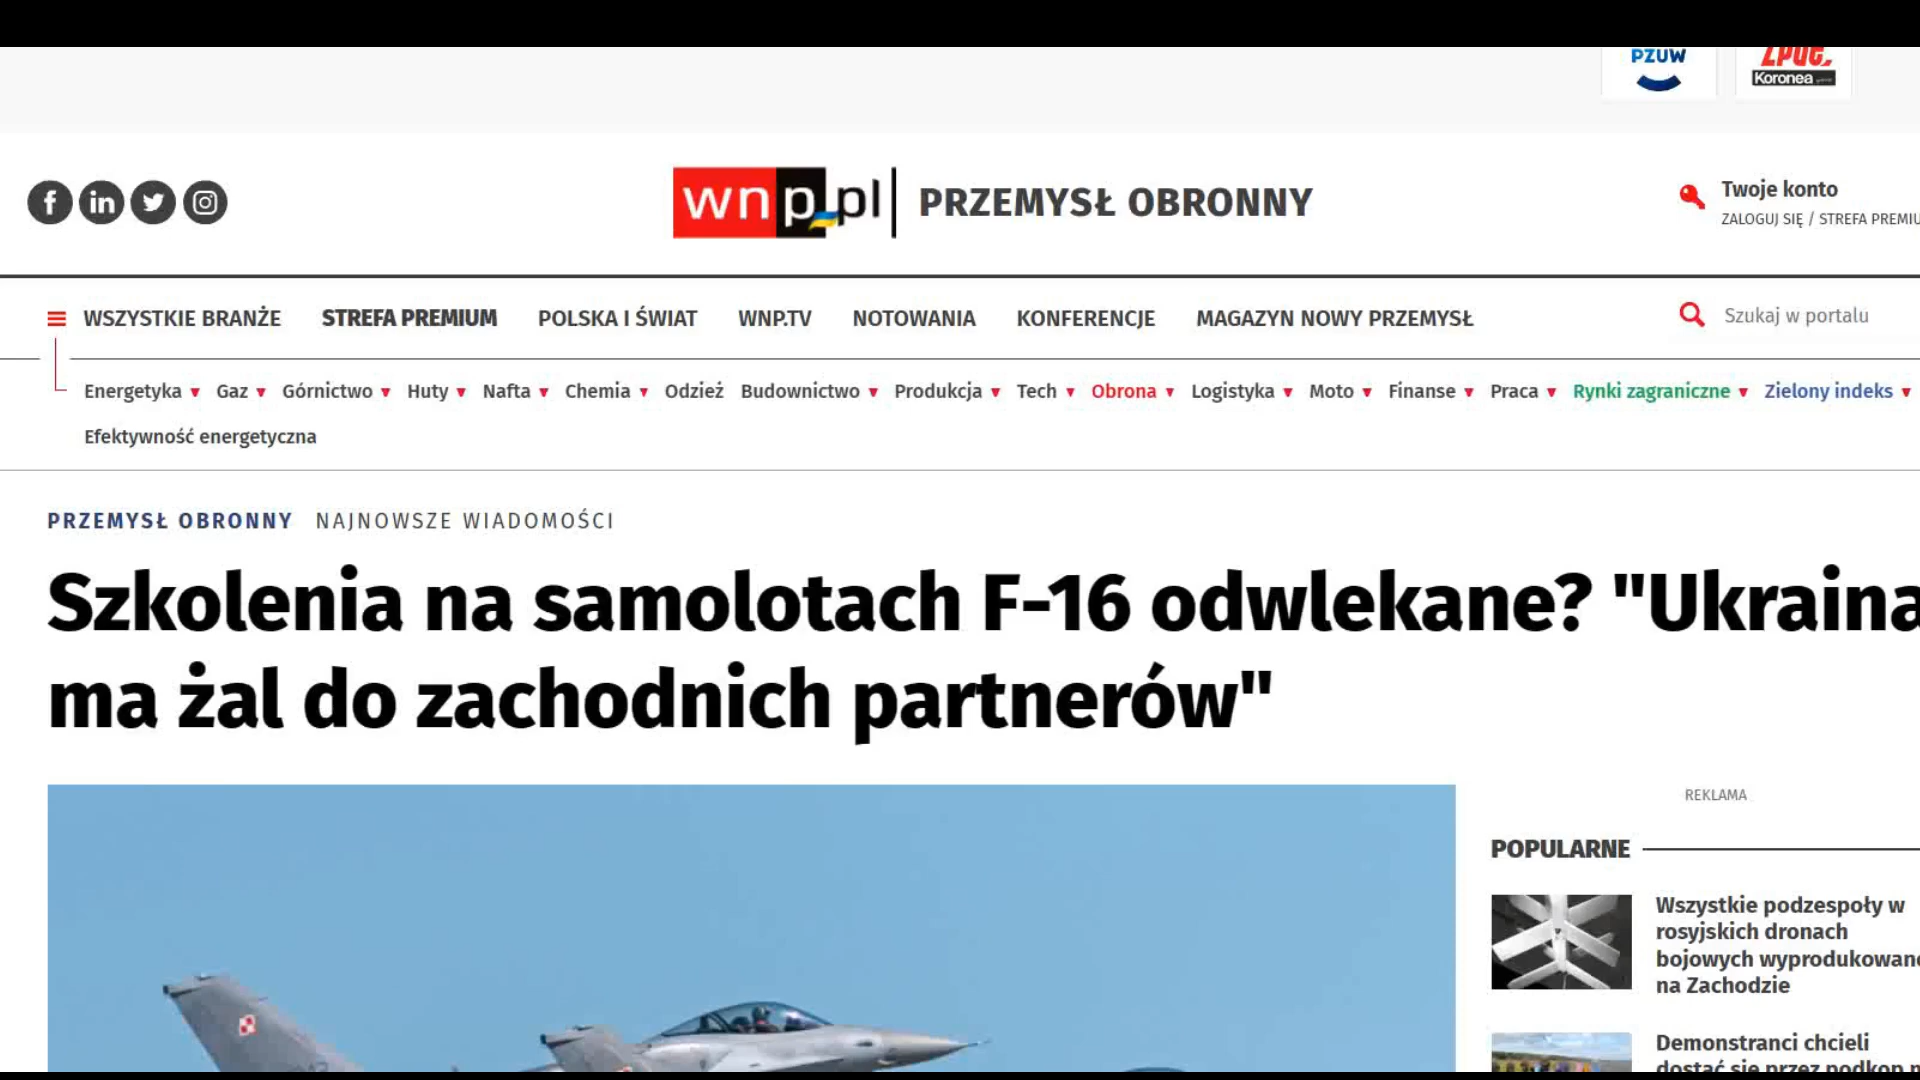 PZUW
ZPUE
Koronea
wnp.pl PRZEMYSŁ OBRONNY
Twoje konto
ZALOGUJ SIĘ / STREFA PREMIU
WSZYSTKIE BRANŻE STREFA PREMIUM POLSKA I ŚWIAT WNP.TV NOTOWANIA KONFERENCJE MAGAZYN NOWY PRZEMYSŁ Szukaj w portalu
Energetyka Gaz Górnictwo Huty Nafta Chemia Odzież Budownictwo Produkcja Tech Obrona Logistyka Moto Finanse Praca Rynki zagraniczne Zielony indeks
Efektywność energetyczna
PRZEMYSŁ OBRONNY NAJNOWSZE WIADOMOŚCI
Szkolenia na samolotach F-16 odwlekane? "Ukraina
ma żal do zachodnich partnerów"
REKLAMA
POPULARNE
Wszystkie podzespoły w
rosyjskich dronach
bojowych wyprodukowano
na Zachodzie
Demonstranci chcieli
dostać się przez podkop